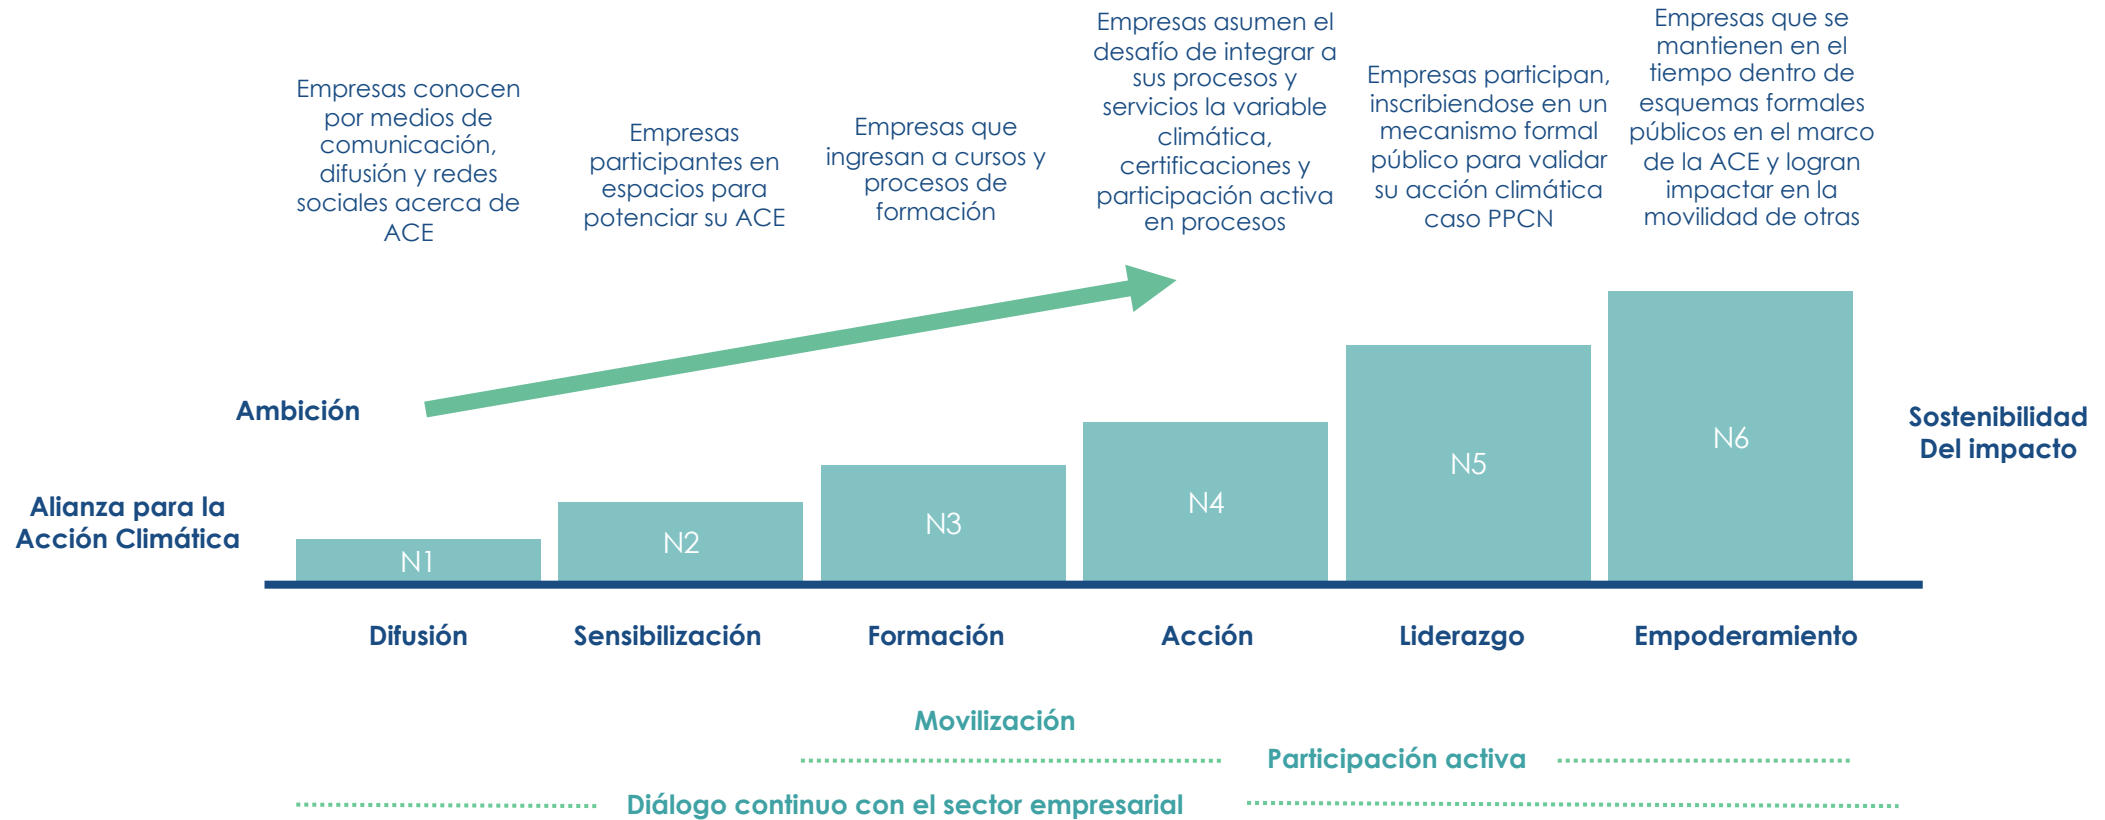 Empresas conocen
por medios de
comunicación,
difusión y redes
sociales acerca de
ACE
Empresas
participantes en
espacios para
potenciar su ACE
Empresas que
ingresan a cursos y
procesos de
formación
Empresas asumen el
desafío de integrar a
sus procesos y
servicios la variable
climática,
certificaciones y
participación activa
en procesos
Empresas participan,
inscribiendose en un
mecanismo formal
público para validar
su acción climática
caso PPCN
Empresas que se
mantienen en el
tiempo dentro de
esquemas formales
públicos en el marco
de la ACE y logran
impactar en la
movilidad de otras
Ambición
Alianza para la
Acción Climática
N1
N2
N3
N4
N5
N6
Sostenibilidad
Del impacto
Difusión
Sensibilización
Formación
Acción
Liderazgo
Empoderamiento
Movilización
Participación activa
Diálogo continuo con el sector empresarial